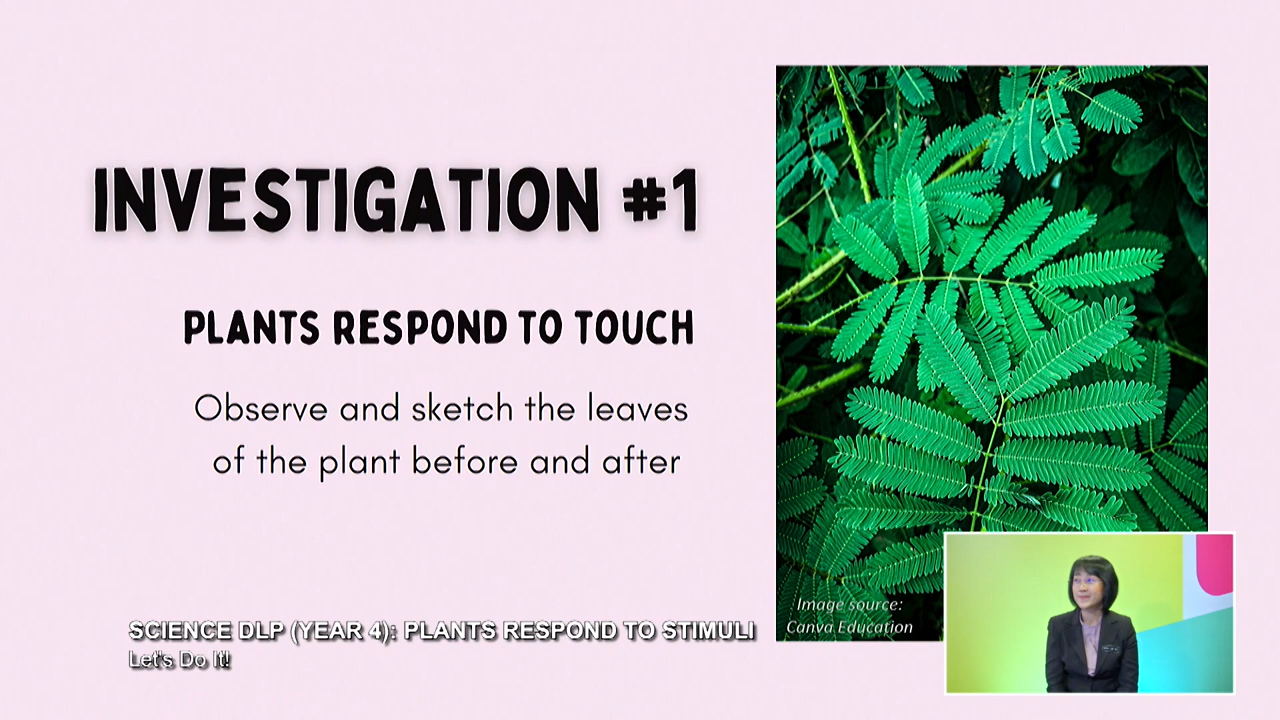 INVESTIGATION #1
PLANTS RESPOND TO TOUCH
Observe and sketch the leaves
of the plant before and after
Image source:
Canva Education
SCIENCE DLP (YEAR 4): PLANTS RESPOND TO STIMULI
Let's Do It!